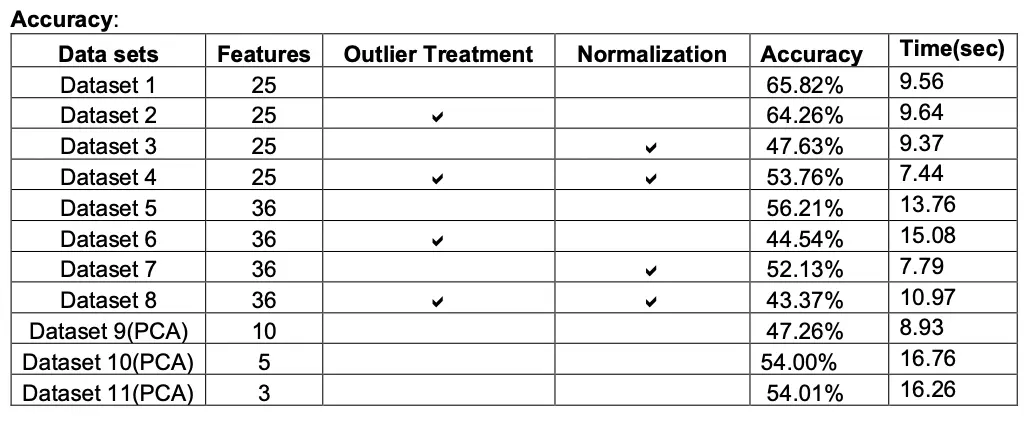 Accuracy:
Data sets Features Outlier Treatment Normalization Accuracy Time(sec)
Dataset 1 25 65.82% 9.56
Dataset 2 25 ✓ 64.26% 9.64
Dataset 3 25 ✓ 47.63% 9.37
Dataset 4 25 ✓ ✓ 53.76% 7.44
Dataset 5 36 56.21% 13.76
Dataset 6 36 ✓ 44.54% 15.08
Dataset 7 36 ✓ 52.13% 7.79
Dataset 8 36 ✓ ✓ 43.37% 10.97
Dataset 9(PCA) 10 47.26% 8.93
Dataset 10(PCA) 5 54.00% 16.76
Dataset 11(PCA) 3 54.01% 16.26